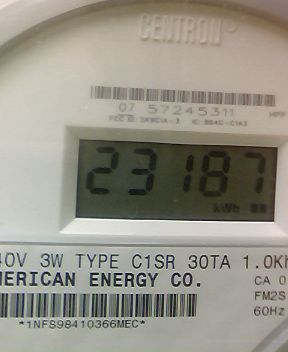 CENTRON
07 57245311
23187
kWh
40V 3W TYPE C1SR 30TA 1.0Kh
MERICAN ENERGY CO.
CA 0
FM2S
60Hz
*1NFS98410366MEC*